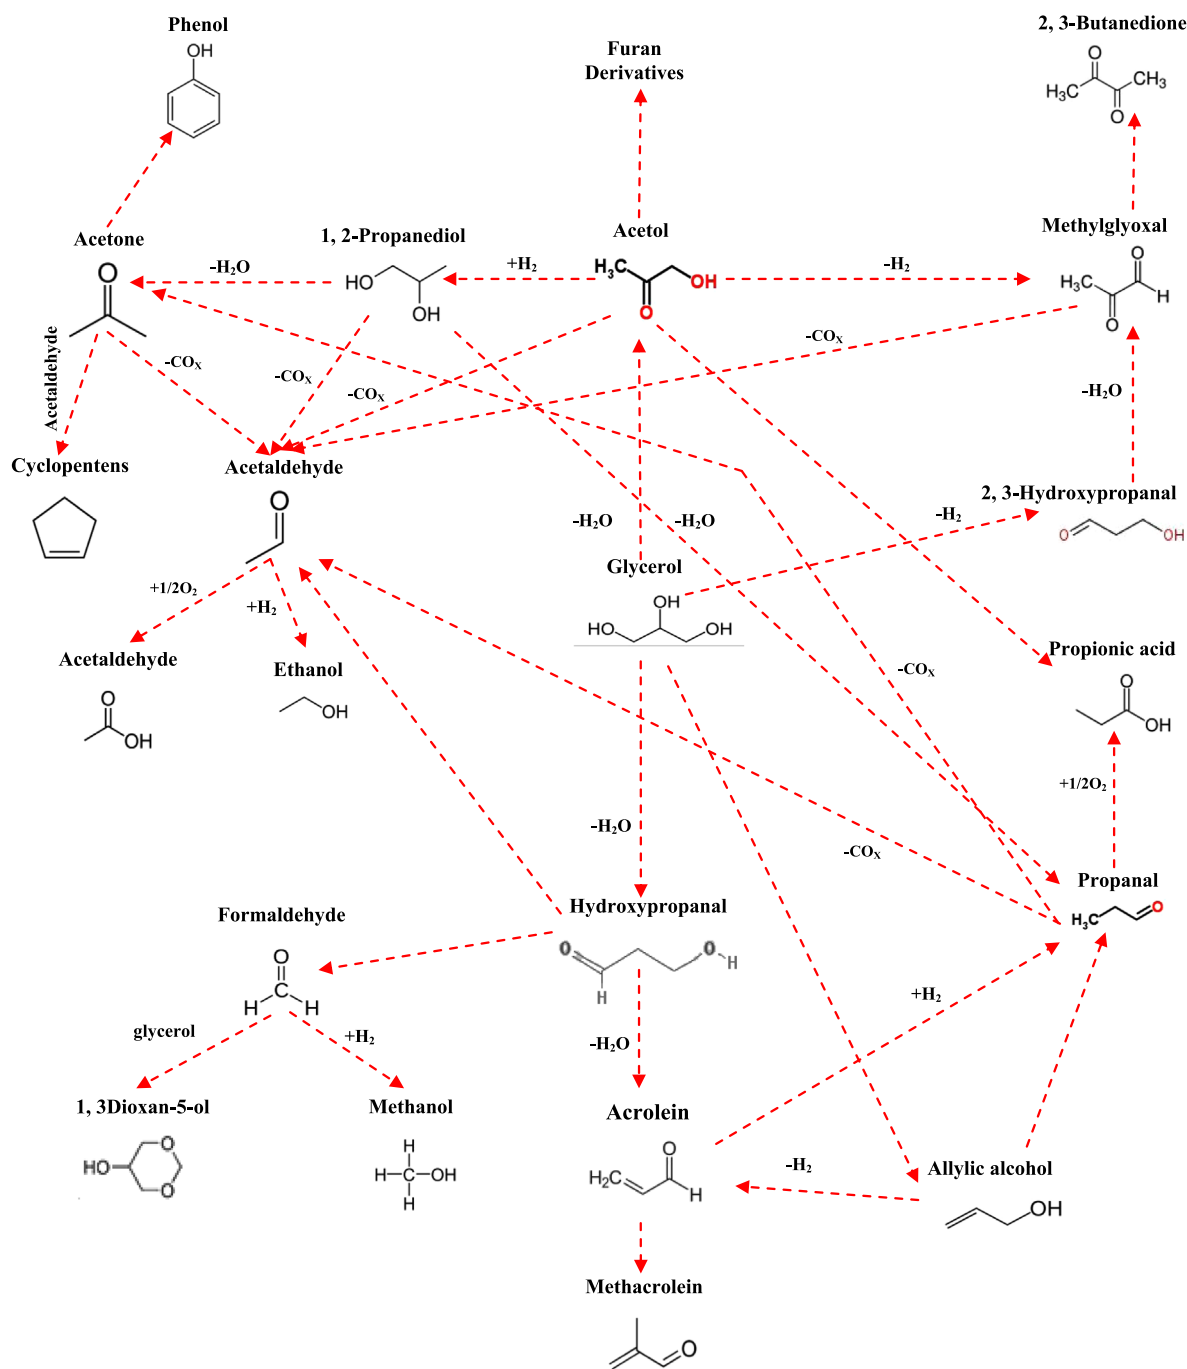 Phenol
OH
Furan
Derivatives
2, 3-Butanedione
O
H₃C
CH₃
O
Acetone
O
-H₂O
1, 2-Propanediol
HO
OH
+H₂
Acetol
H₃C
OH
O
-H₂
Methylglyoxal
O
H₃C
H
O
Acetaldehyde
-COₓ
-COₓ
-COₓ
-COₓ
-H₂O
Cyclopentens
Acetaldehyde
O
2, 3-Hydroxypropanal
O
OH
-H₂O
-H₂O
-H₂
Glycerol
OH
HO
OH
+1/2O₂
+H₂
Acetaldehyde
O
OH
Ethanol
OH
-COₓ
Propionic acid
O
OH
+1/2O₂
-H₂O
-COₓ
Propanal
H₃C
O
Formaldehyde
O
C
H
H
Hydroxypropanal
O
O
H
H
glycerol
+H₂
-H₂O
+H₂
1, 3Dioxan-5-ol
O
HO
O
Methanol
H
H
C
OH
H
Acrolein
O
H₂C
H
-H₂
Allylic alcohol
OH
Methacrolein
O